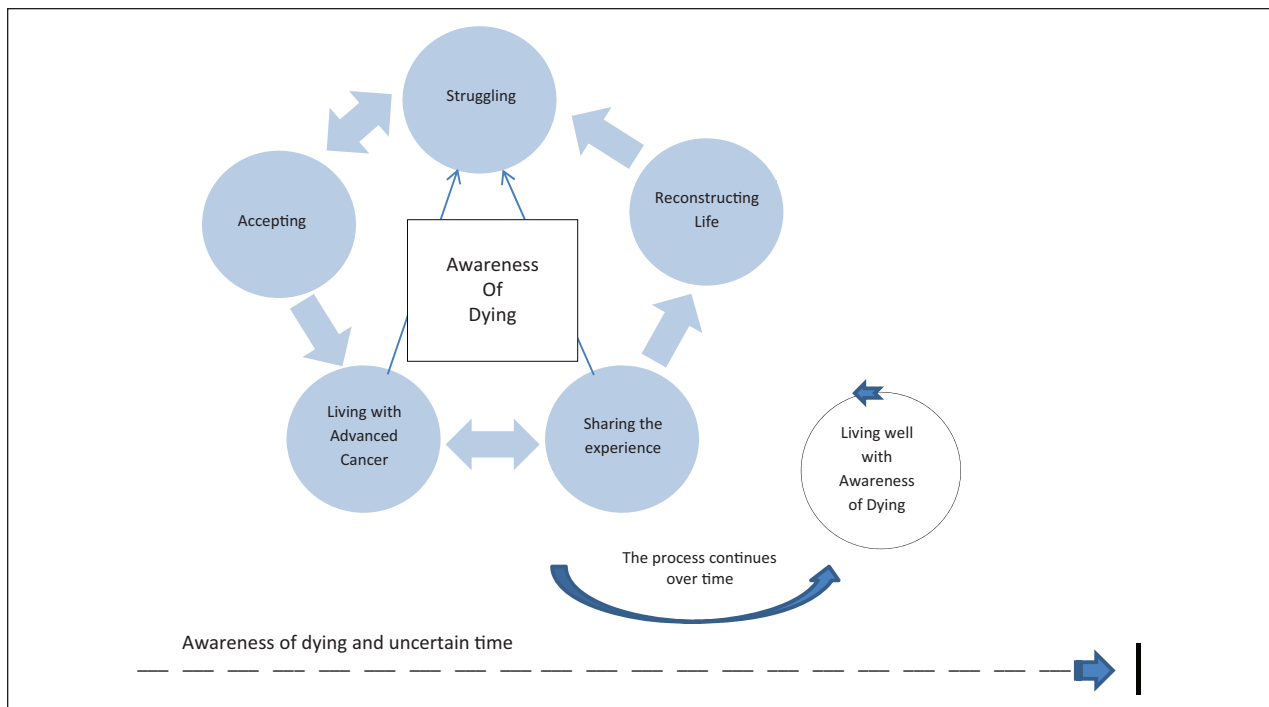 Struggling
Accepting
Reconstructing
Life
Awareness
Of
Dying
Living with
Advanced
Cancer
Sharing the
experience
Living well
with
Awareness
of Dying
The process continues
over time
Awareness of dying and uncertain time